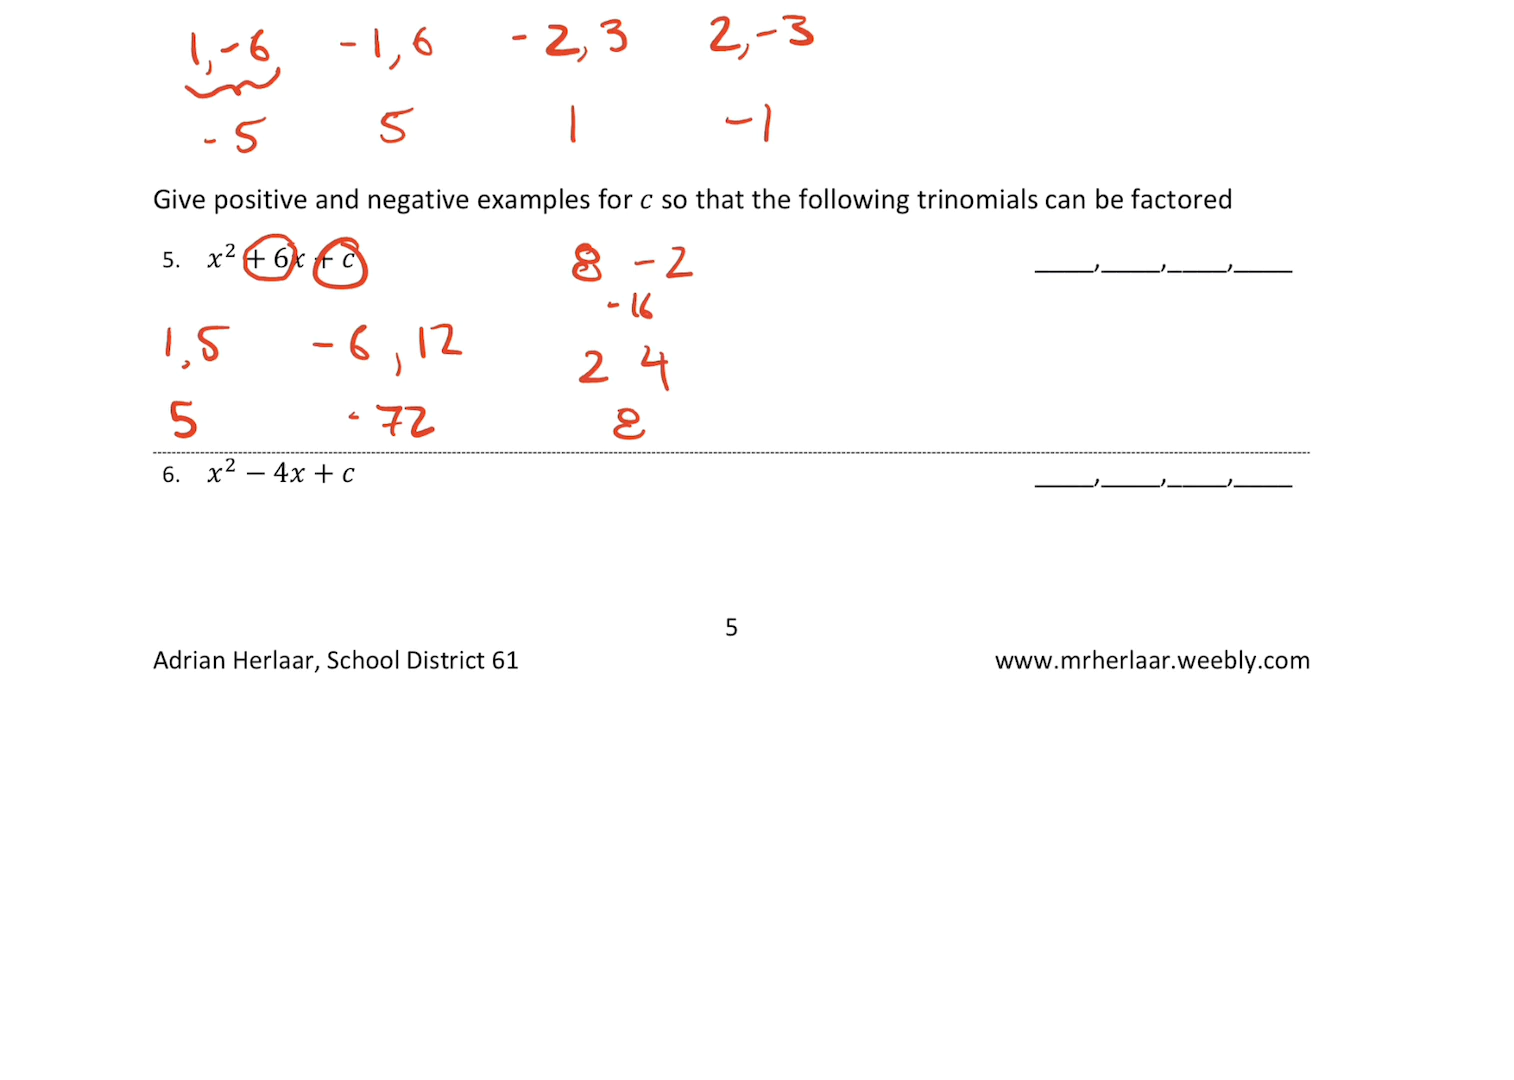 1,-6 -1,6 -2,3 2,-3
-5 5 1 -1
Give positive and negative examples for c so that the following trinomials can be factored
5. x² + 6x + c 8 -2 ____,____,____,____
-16
1,5 -6,12 2 4
5 -72 8
6. x² − 4x + c ____,____,____,____
5
Adrian Herlaar, School District 61 www.mrherlaar.weebly.com